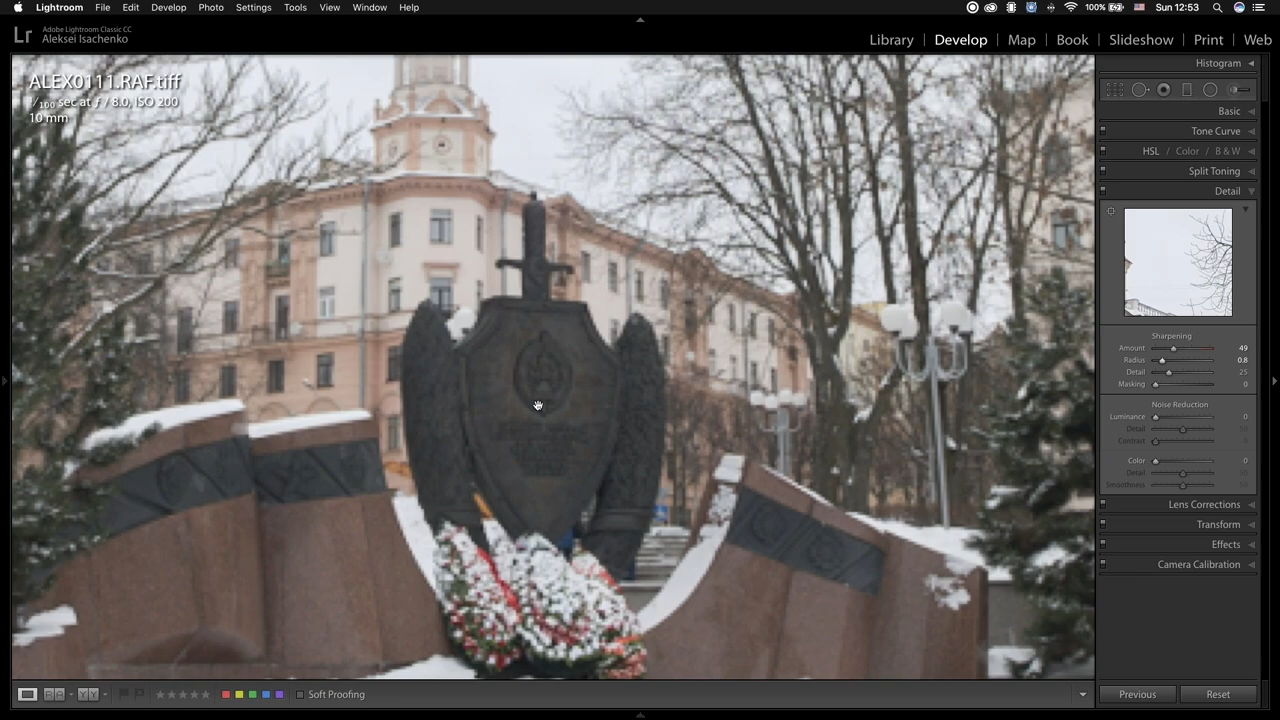 Lightroom File Edit Develop Photo Settings Tools View Window Help 100% Sun 12:53
Lr Adobe Lightroom Classic CC
Aleksei Isachenko
Library | Develop | Map | Book | Slideshow | Print | Web
ALEX0111.RAF.tiff
1/100 sec at ƒ / 8.0, ISO 200
10 mm
Histogram
Basic
Tone Curve
HSL / Color / B & W
Split Toning
Detail
Sharpening
Amount 49
Radius 0.8
Detail 25
Masking 0
Noise Reduction
Luminance 0
Detail 50
Contrast 0
Color 0
Detail 50
Smoothness 50
Lens Corrections
Transform
Effects
Camera Calibration
Soft Proofing
Previous Reset